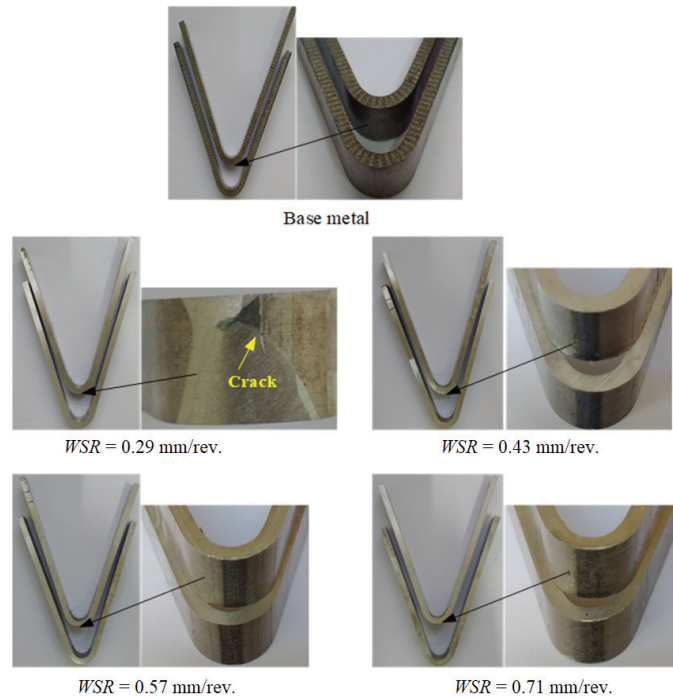 Base metal
Crack
WSR = 0.29 mm/rev.
WSR = 0.43 mm/rev.
WSR = 0.57 mm/rev.
WSR = 0.71 mm/rev.